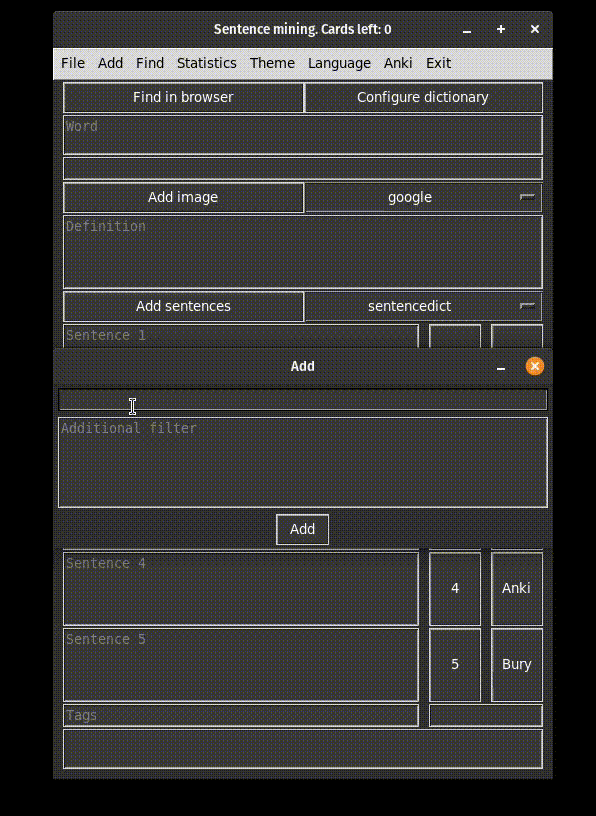 Sentence mining. Cards left: 0
File Add Find Statistics Theme Language Anki Exit
Find in browser Configure dictionary
Word
Add image google
Definition
Add sentences sentencedict
Sentence 1
Add
Additional filter
Add
Sentence 4 4 Anki
Sentence 5 5 Bury
Tags